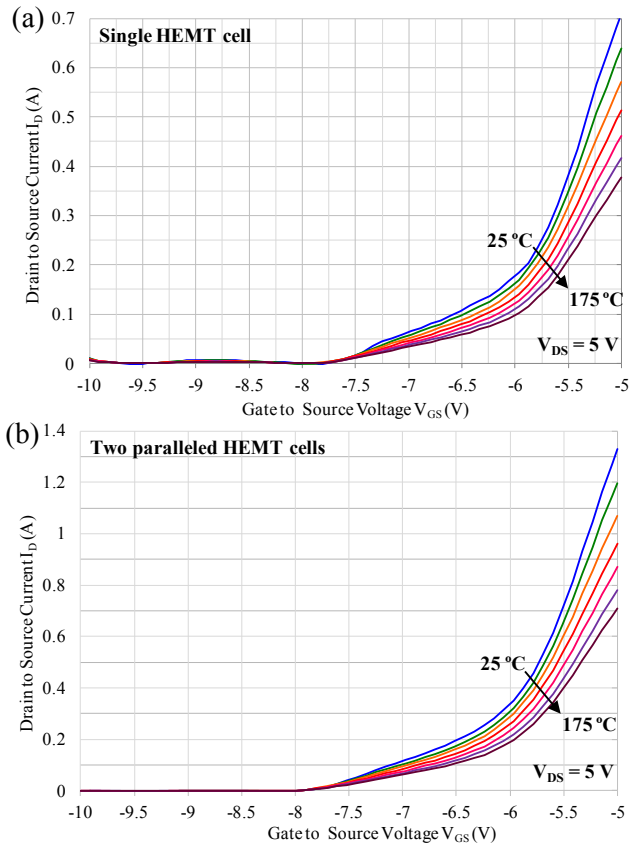 (a)
Single HEMT cell
Drain to Source Current I_D (A)
0.7
0.6
0.5
0.4
0.3
0.2
0.1
0
25 ºC
175 ºC
V_DS = 5 V
-10 -9.5 -9 -8.5 -8 -7.5 -7 -6.5 -6 -5.5 -5
Gate to Source Voltage V_GS (V)
(b)
Two paralleled HEMT cells
Drain to Source Current I_D (A)
1.4
1.2
1
0.8
0.6
0.4
0.2
0
25 ºC
175 ºC
V_DS = 5 V
-10 -9.5 -9 -8.5 -8 -7.5 -7 -6.5 -6 -5.5 -5
Gate to Source Voltage V_GS (V)